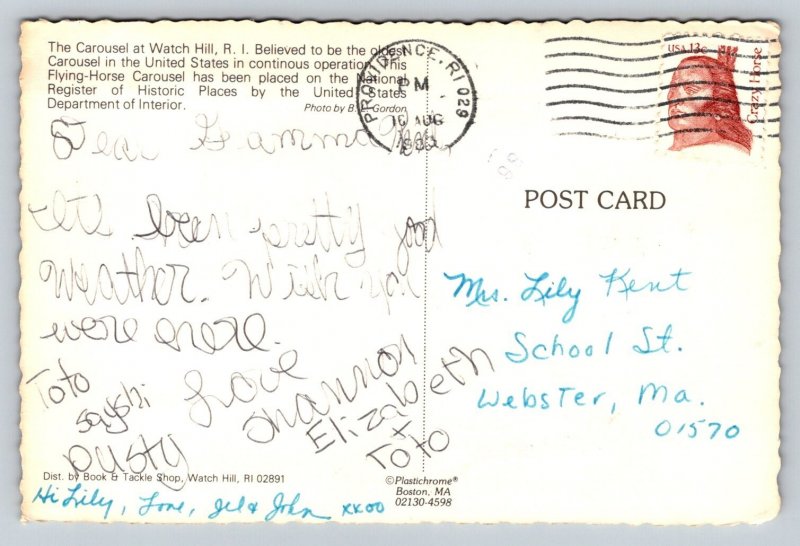 The Carousel at Watch Hill, R. I. Believed to be the oldest
Carousel in the United States in continous operation. This
Flying-Horse Carousel has been placed on the National
Register of Historic Places by the United States
Department of Interior.
Photo by B. L. Gordon
PROVIDENCE, RI 029
PM
10 AUG
USA 13c
Crazy Horse
88
Dear Gramma
It's been pretty good
weather. Wish you
were here.
Love
Shannon
Elizabeth
+
Toto
Toto
says hi
Dusty
POST CARD
Mrs. Lily Kent
School St.
Webster, Ma.
01570
Dist. by Book & Tackle Shop, Watch Hill, RI 02891
©Plastichrome®
Boston, MA
02130-4598
Hi Lily, Love, Jel & John xxoo